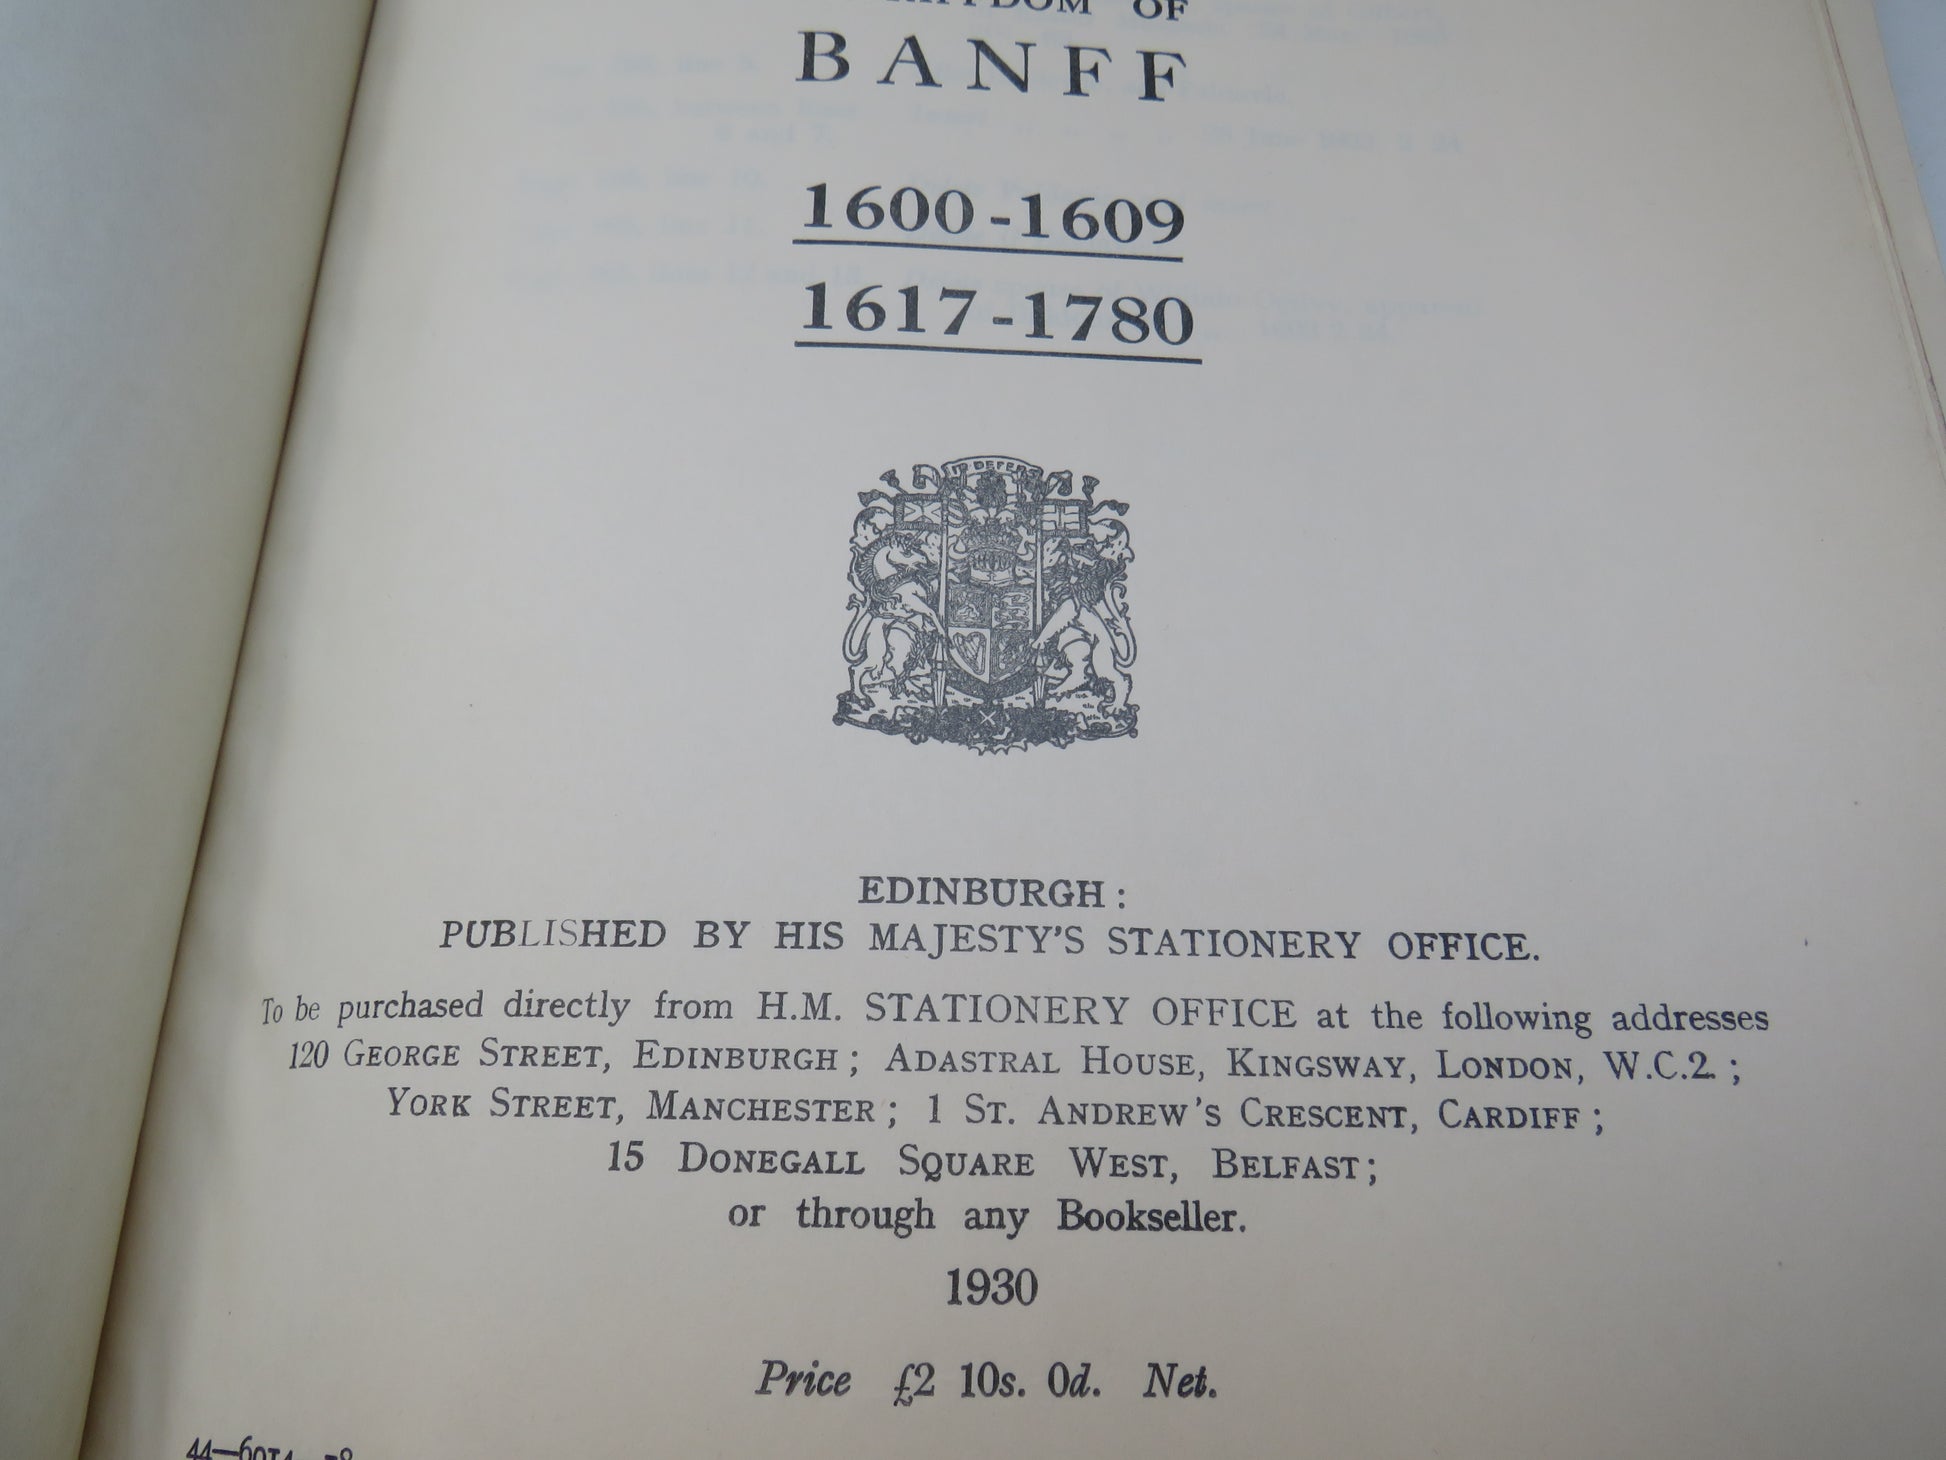 OF
BANFF
1600-1609
1617-1780
EDINBURGH:
PUBLISHED BY HIS MAJESTY'S STATIONERY OFFICE.
To be purchased directly from H.M. STATIONERY OFFICE at the following addresses
120 GEORGE STREET, EDINBURGH; ADASTRAL HOUSE, KINGSWAY, LONDON, W.C.2.;
YORK STREET, MANCHESTER; 1 ST. ANDREW'S CRESCENT, CARDIFF;
15 DONEGALL SQUARE WEST, BELFAST;
or through any Bookseller.
1930
Price £2 10s. 0d. Net.